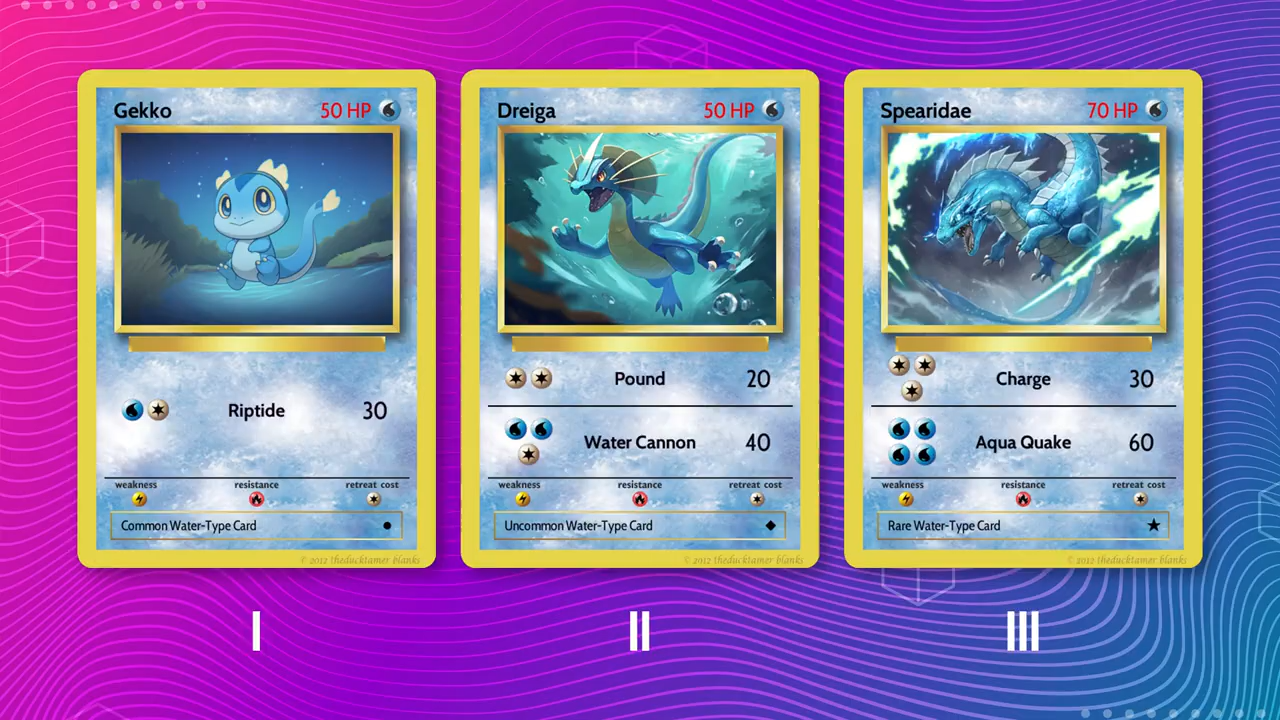 Gekko 50 HP
Riptide 30
weakness resistance retreat cost
Common Water-Type Card
© 2012 theducktamer blanks
I
Dreiga 50 HP
Pound 20
Water Cannon 40
weakness resistance retreat cost
Uncommon Water-Type Card
© 2012 theducktamer blanks
II
Spearidae 70 HP
Charge 30
Aqua Quake 60
weakness resistance retreat cost
Rare Water-Type Card
© 2012 theducktamer blanks
III